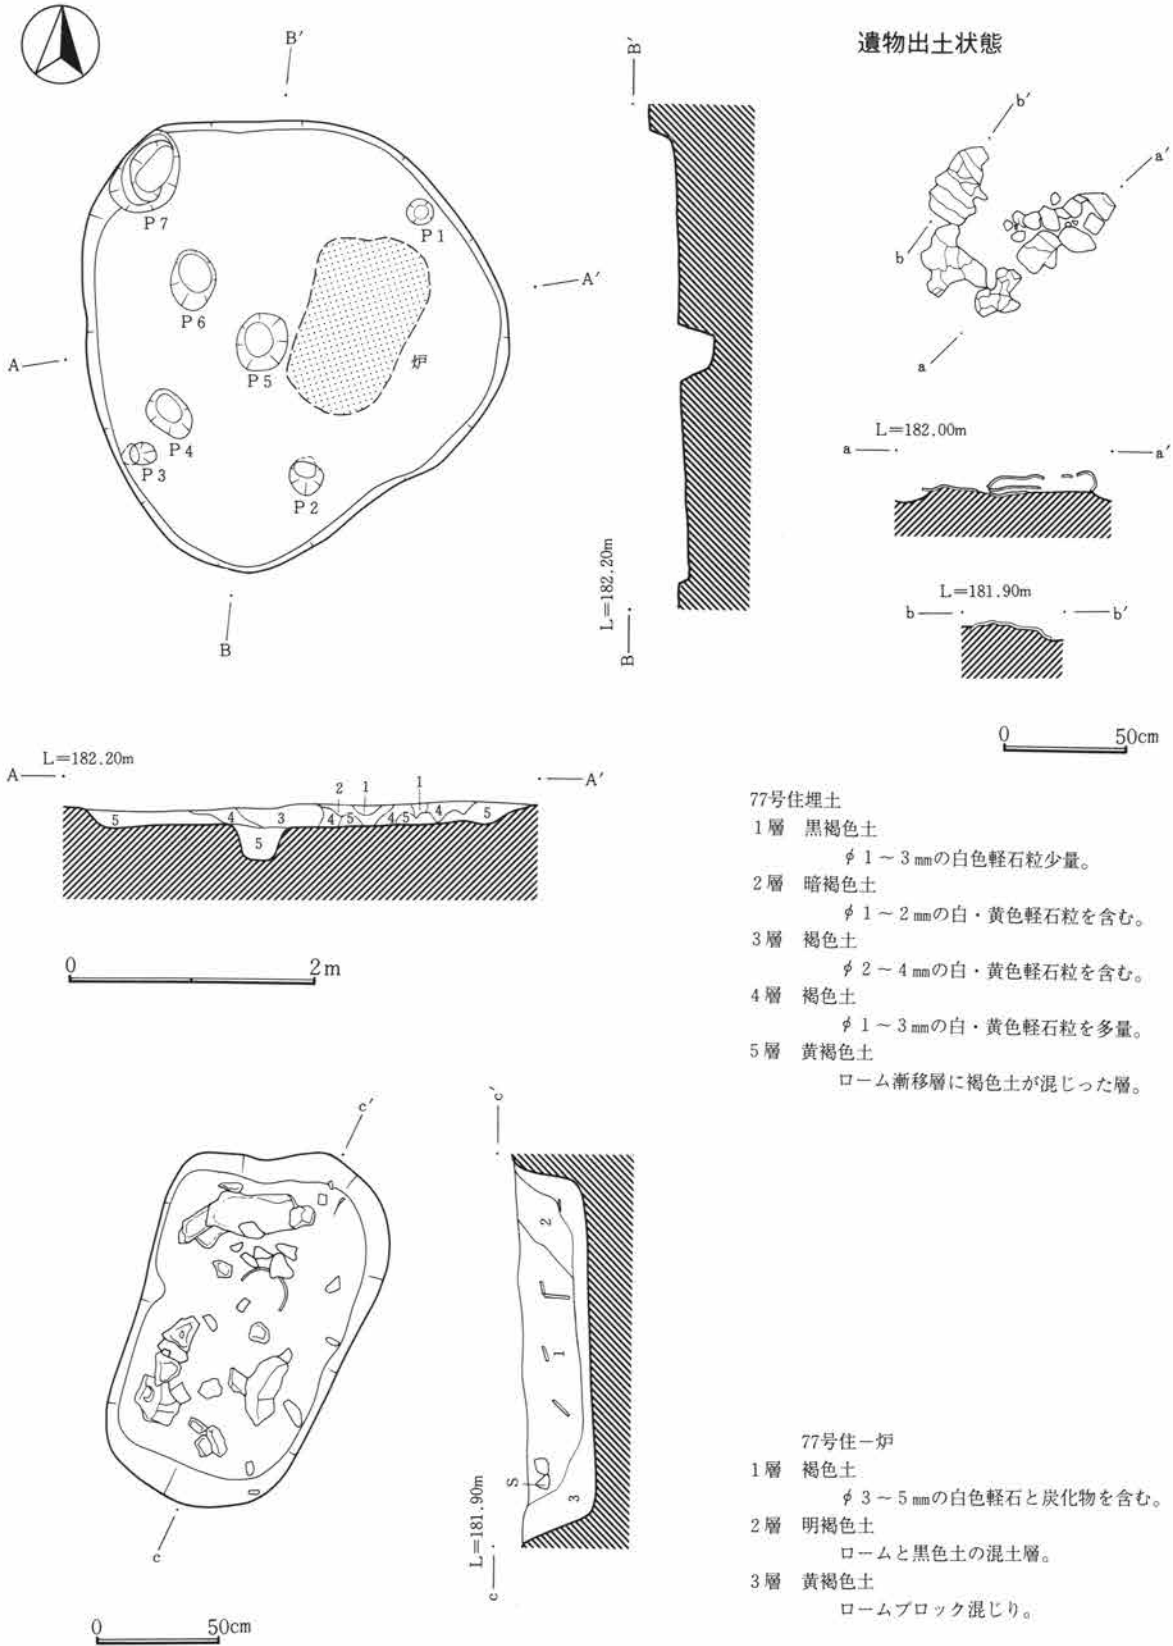 遺物出土状態
B′
P 7
P 1
P 6
P 5
炉
P 4
P 3
P 2
A
A′
B
B′
L=182.20m
B
b′
a′
b
a
L=182.00m
a
a′
L=181.90m
b
b′
0 50cm
L=182.20m
A
A′
2 1 1
5 4 3 4 5 4 5 4 5
5
0 2m
77号住埋土
1層 黒褐色土
φ1～3㎜の白色軽石粒少量。
2層 暗褐色土
φ1～2㎜の白・黄色軽石粒を含む。
3層 褐色土
φ2～4㎜の白・黄色軽石粒を含む。
4層 褐色土
φ1～3㎜の白・黄色軽石粒を多量。
5層 黄褐色土
ローム漸移層に褐色土が混じった層。
c′
c
0 50cm
c′
2
1
S
3
L=181.90m
c
77号住－炉
1層 褐色土
φ3～5㎜の白色軽石と炭化物を含む。
2層 明褐色土
ロームと黒色土の混土層。
3層 黄褐色土
ロームブロック混じり。